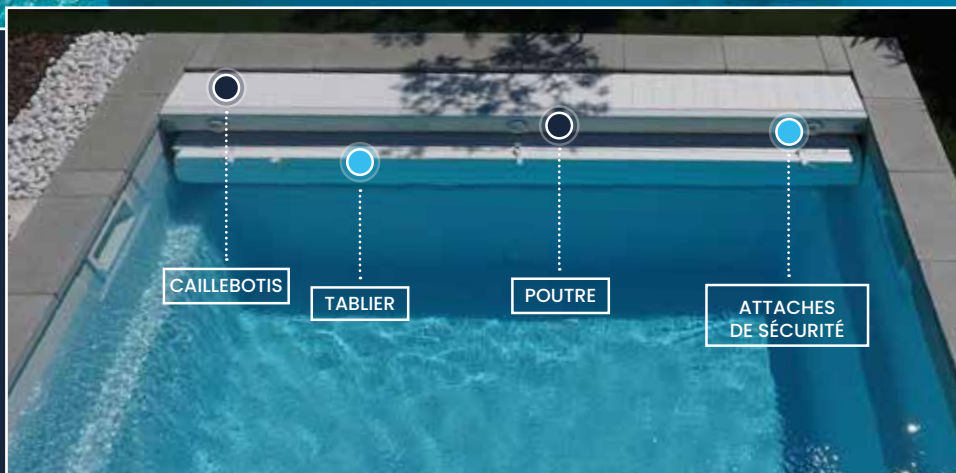 CAILLEBOTIS
TABLIER
POUTRE
ATTACHES
DE SÉCURITÉ